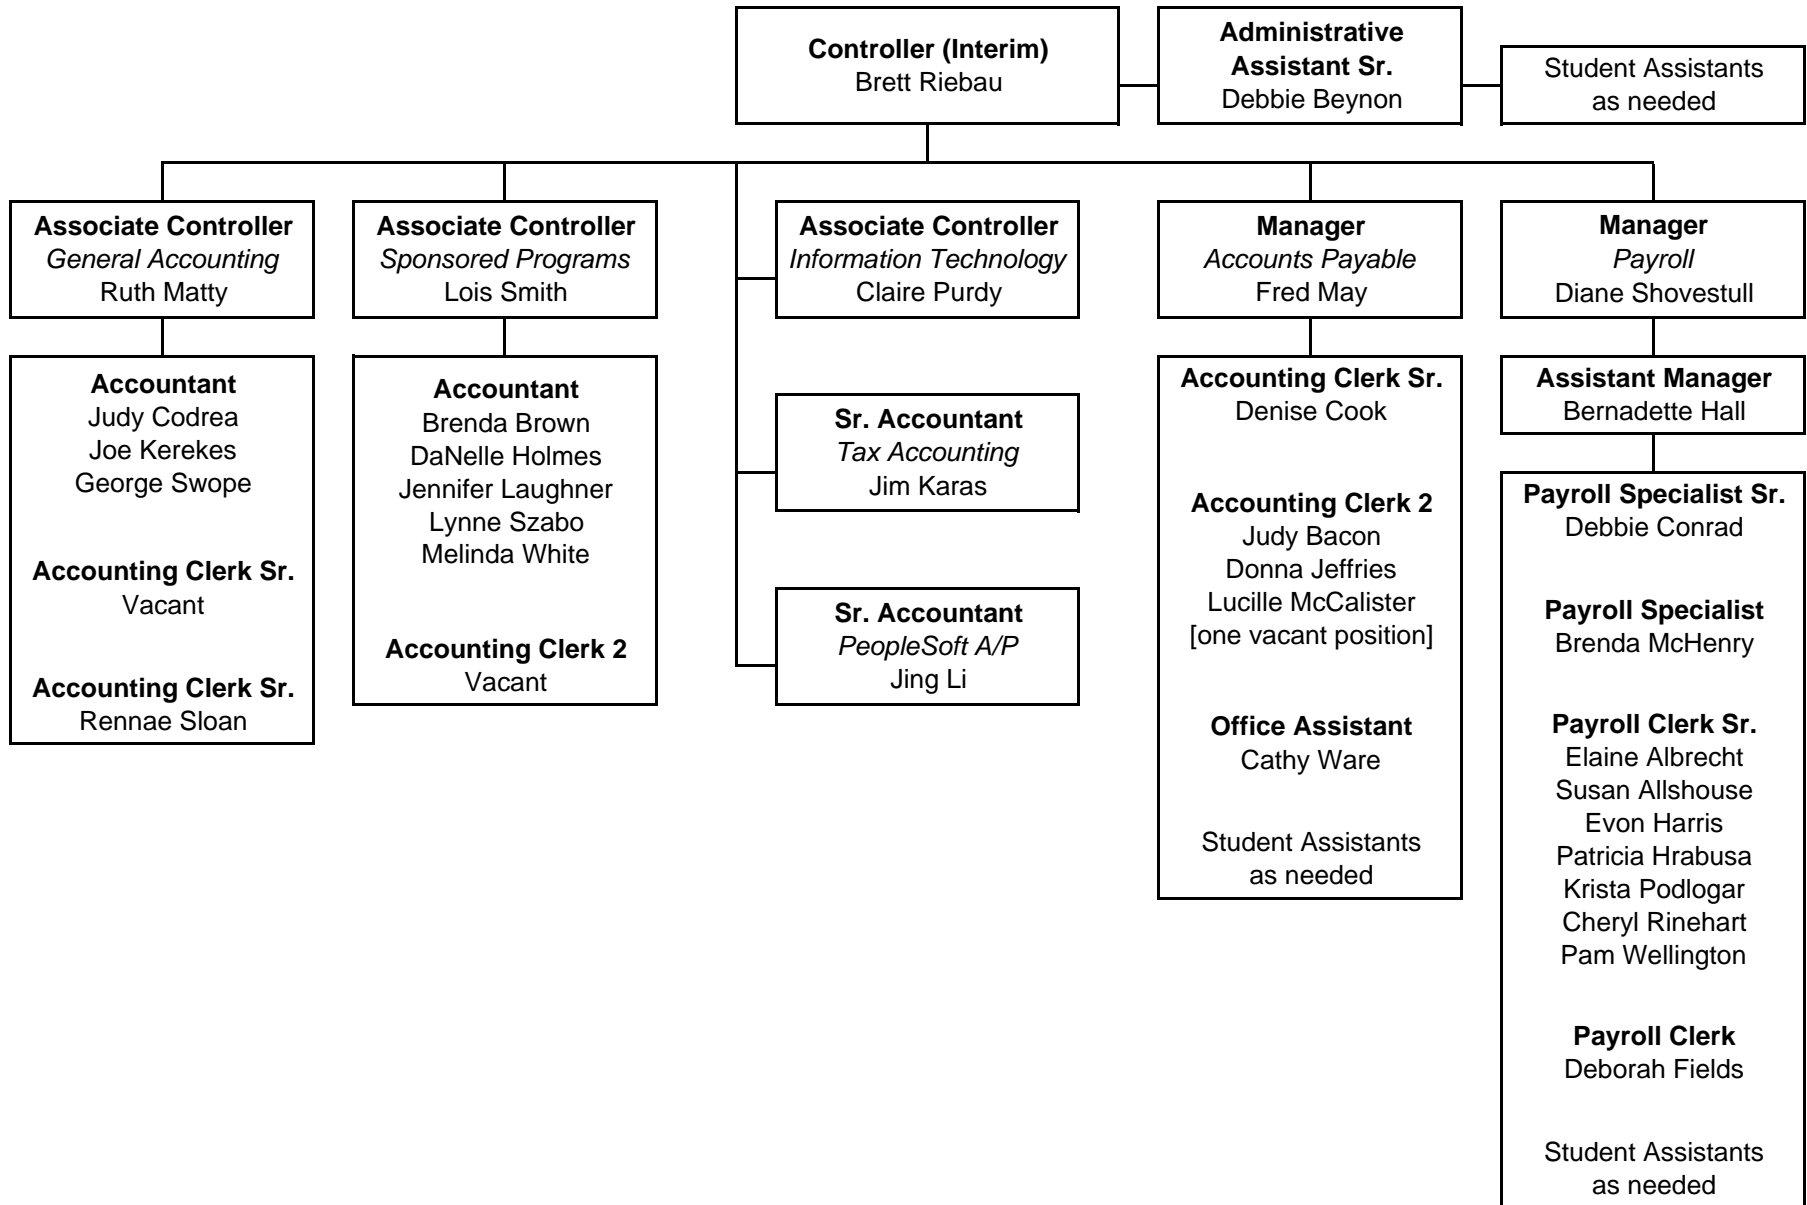 Controller (Interim)
Brett Riebau
Administrative
Assistant Sr.
Debbie Beynon
Student Assistants
as needed
Associate Controller
General Accounting
Ruth Matty
Associate Controller
Sponsored Programs
Lois Smith
Associate Controller
Information Technology
Claire Purdy
Manager
Accounts Payable
Fred May
Manager
Payroll
Diane Shovestull
Accountant
Judy Codrea
Joe Kerekes
George Swope
Accounting Clerk Sr.
Vacant
Accounting Clerk Sr.
Rennae Sloan
Accountant
Brenda Brown
DaNelle Holmes
Jennifer Laughner
Lynne Szabo
Melinda White
Accounting Clerk 2
Vacant
Sr. Accountant
Tax Accounting
Jim Karas
Sr. Accountant
PeopleSoft A/P
Jing Li
Accounting Clerk Sr.
Denise Cook
Accounting Clerk 2
Judy Bacon
Donna Jeffries
Lucille McCalister
[one vacant position]
Office Assistant
Cathy Ware
Student Assistants
as needed
Assistant Manager
Bernadette Hall
Payroll Specialist Sr.
Debbie Conrad
Payroll Specialist
Brenda McHenry
Payroll Clerk Sr.
Elaine Albrecht
Susan Allshouse
Evon Harris
Patricia Hrabusa
Krista Podlogar
Cheryl Rinehart
Pam Wellington
Payroll Clerk
Deborah Fields
Student Assistants
as needed